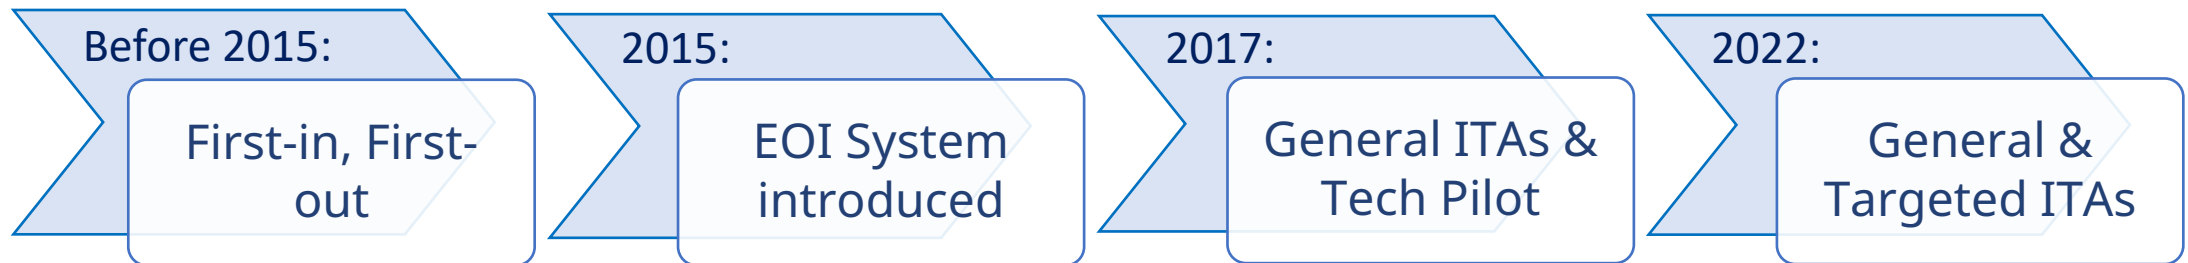 Before 2015:
First-in, First-
out
2015:
EOI System
introduced
2017:
General ITAs &
Tech Pilot
2022:
General &
Targeted ITAs